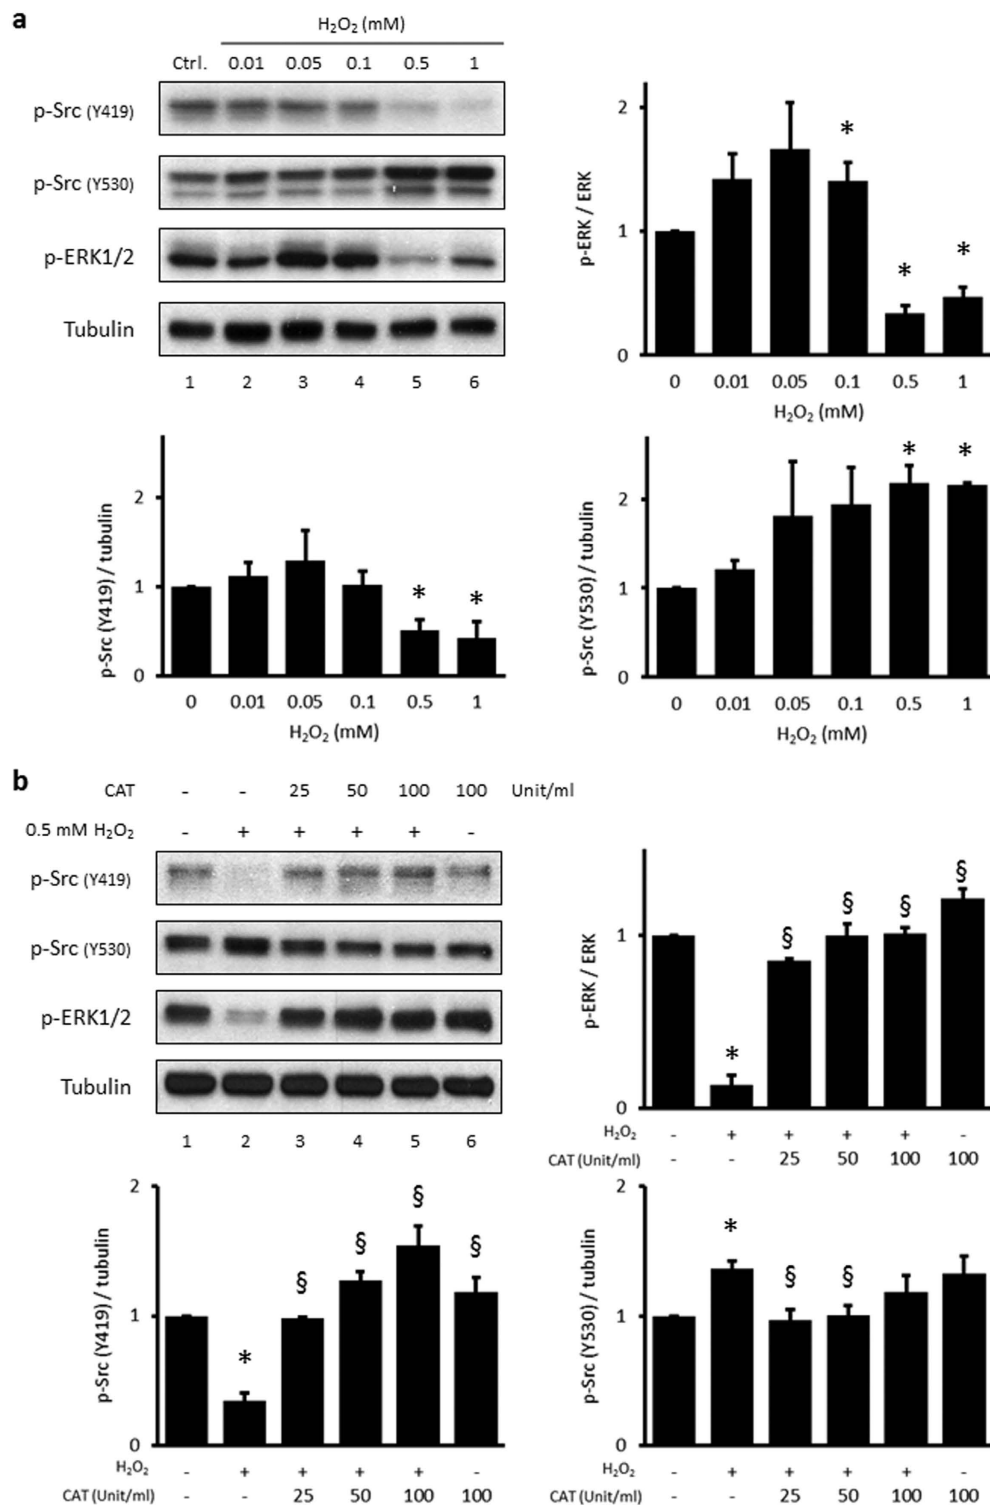 a
H₂O₂ (mM)
Ctrl. 0.01 0.05 0.1 0.5 1
p-Src (Y419)
p-Src (Y530)
p-ERK1/2
Tubulin
1 2 3 4 5 6
p-ERK / ERK
2
1
0
* * *
0 0.01 0.05 0.1 0.5 1
H₂O₂ (mM)
p-Src (Y419) / tubulin
2
1
0
* *
0 0.01 0.05 0.1 0.5 1
H₂O₂ (mM)
p-Src (Y530) / tubulin
2
1
0
* *
0 0.01 0.05 0.1 0.5 1
H₂O₂ (mM)
b
CAT - - 25 50 100 100 Unit/ml
0.5 mM H₂O₂ - + + + + -
p-Src (Y419)
p-Src (Y530)
p-ERK1/2
Tubulin
1 2 3 4 5 6
p-ERK / ERK
1
0
* § § § §
H₂O₂ - + + + + -
CAT (Unit/ml) - - 25 50 100 100
p-Src (Y419) / tubulin
2
1
0
* § § § §
H₂O₂ - + + + + -
CAT (Unit/ml) - - 25 50 100 100
p-Src (Y530) / tubulin
2
1
0
* § §
H₂O₂ - + + + + -
CAT (Unit/ml) - - 25 50 100 100